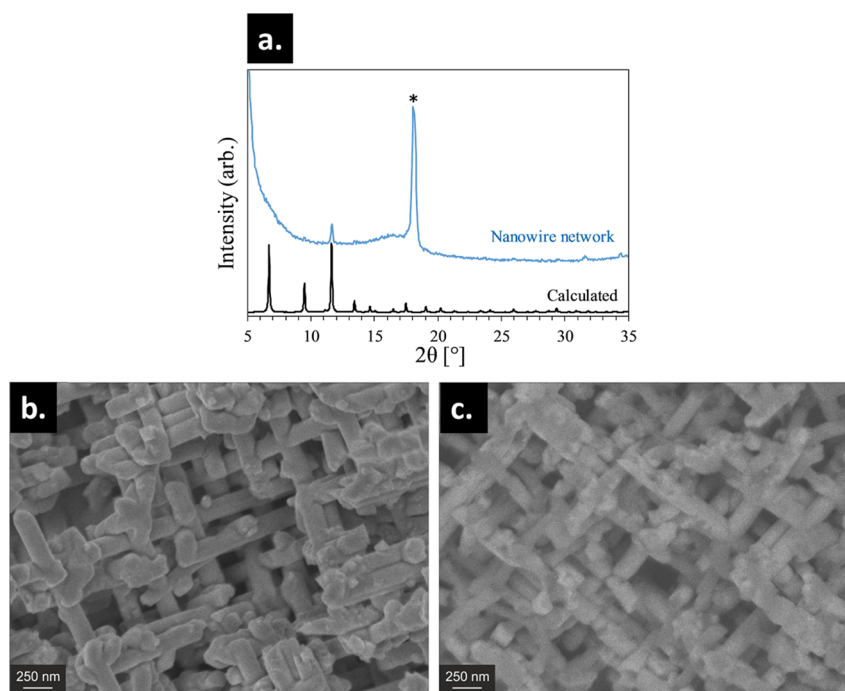 a.
*
Intensity (arb.)
Nanowire network
Calculated
5 10 15 20 25 30 35
2θ [°]
b.
250 nm
c.
250 nm